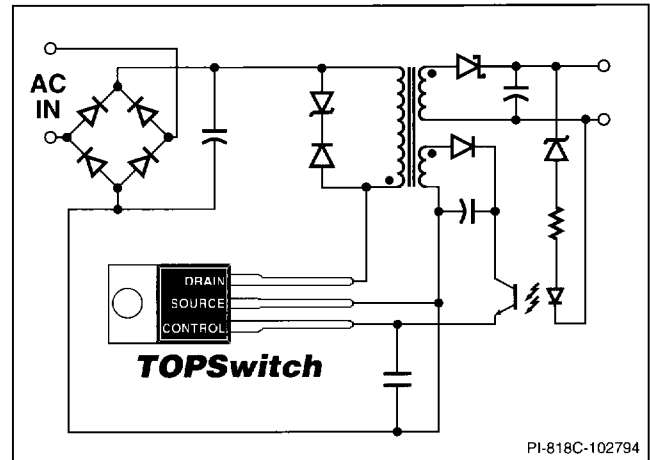 AC
IN
DRAIN
SOURCE
CONTROL
TOPSwitch
PI-818C-102794